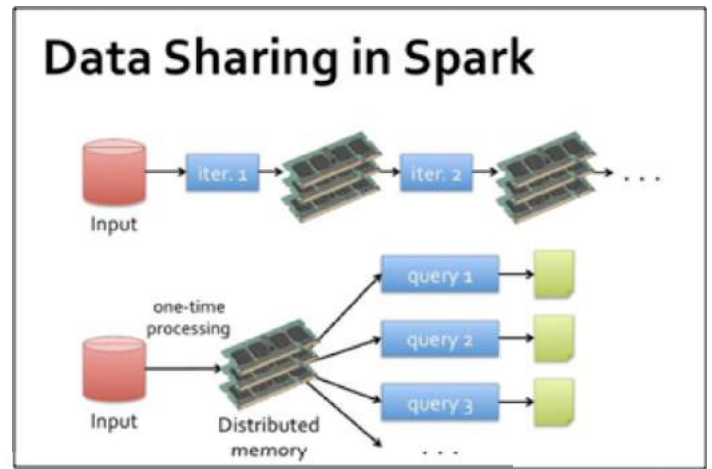 Data Sharing in Spark
iter. 1
iter. 2
. . .
Input
one-time
processing
query 1
query 2
query 3
Input
Distributed
memory
. . .